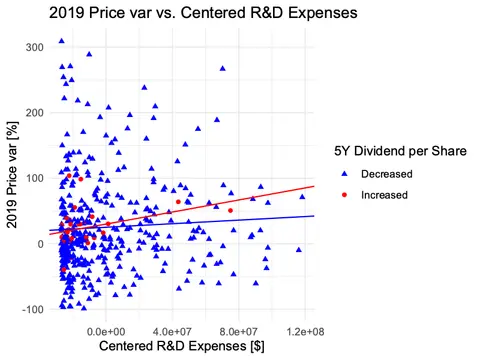 2019 Price var vs. Centered R&D Expenses
300
200
100
0
-100
2019 Price var [%]
0.0e+00 4.0e+07 8.0e+07 1.2e+08
Centered R&D Expenses [$]
5Y Dividend per Share
Decreased
Increased